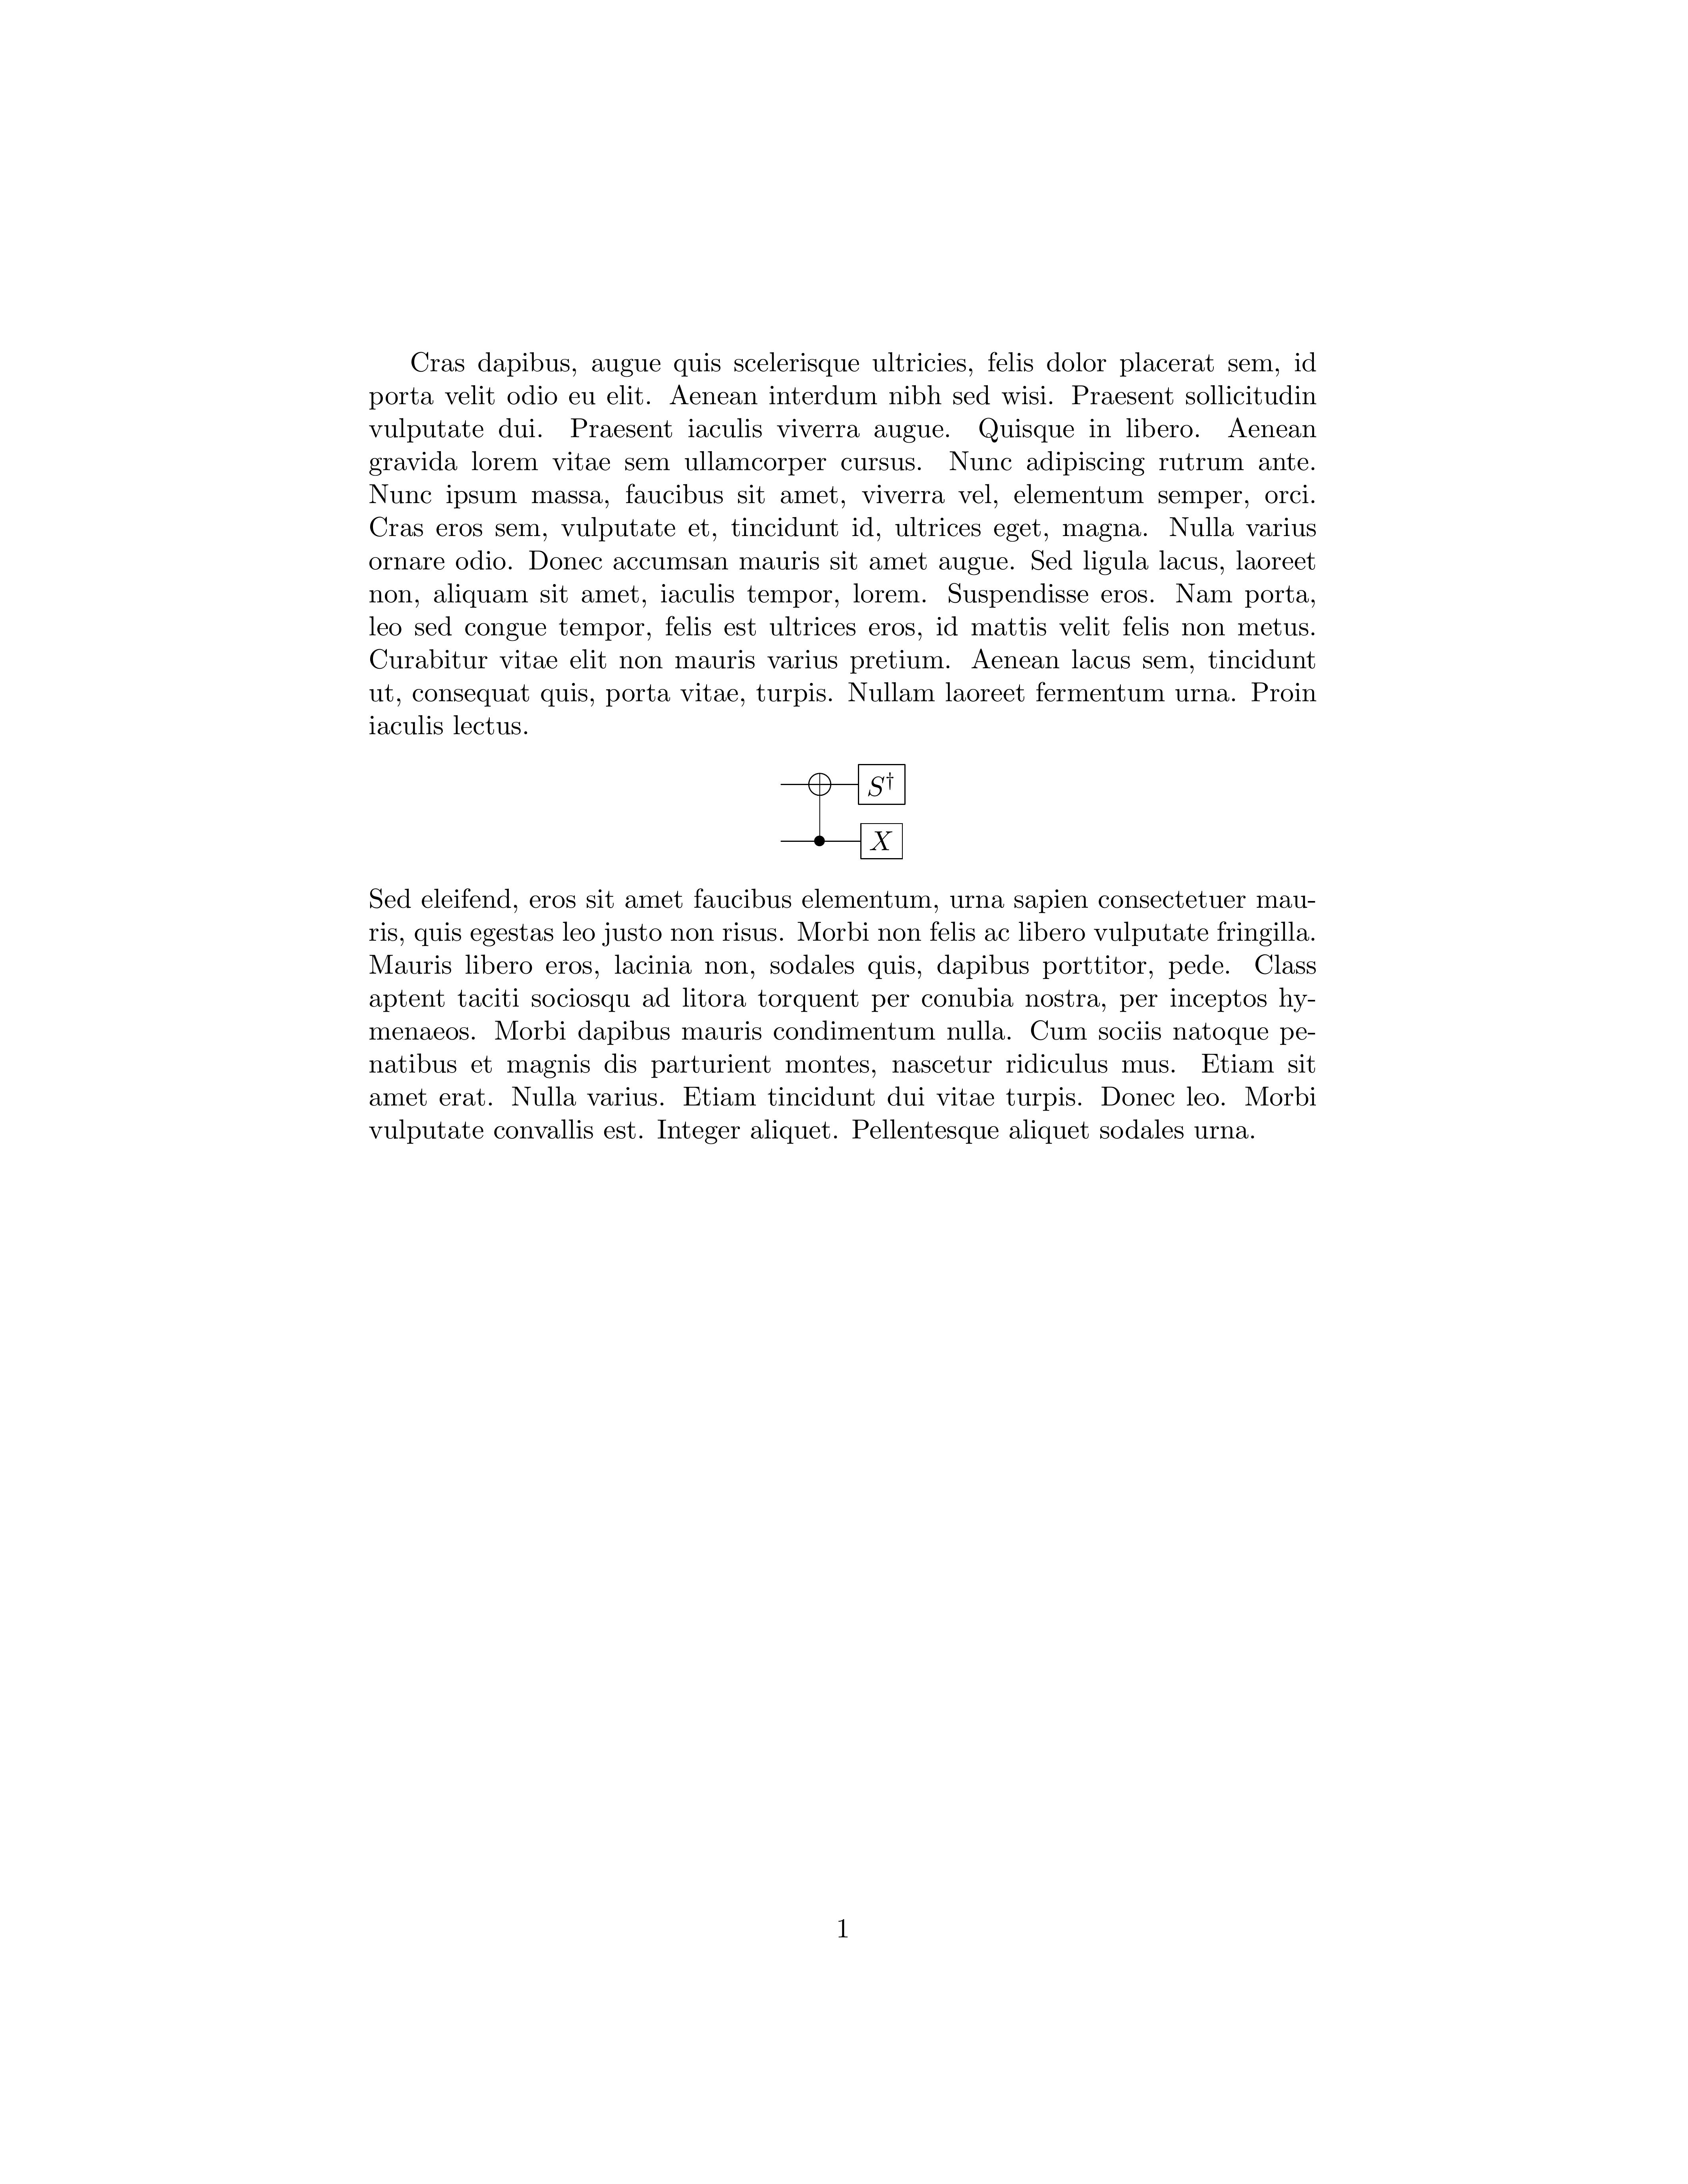 Cras dapibus, augue quis scelerisque ultricies, felis dolor placerat sem, id
porta velit odio eu elit. Aenean interdum nibh sed wisi. Praesent sollicitudin
vulputate dui. Praesent iaculis viverra augue. Quisque in libero. Aenean
gravida lorem vitae sem ullamcorper cursus. Nunc adipiscing rutrum ante.
Nunc ipsum massa, faucibus sit amet, viverra vel, elementum semper, orci.
Cras eros sem, vulputate et, tincidunt id, ultrices eget, magna. Nulla varius
ornare odio. Donec accumsan mauris sit amet augue. Sed ligula lacus, laoreet
non, aliquam sit amet, iaculis tempor, lorem. Suspendisse eros. Nam porta,
leo sed congue tempor, felis est ultrices eros, id mattis velit felis non metus.
Curabitur vitae elit non mauris varius pretium. Aenean lacus sem, tincidunt
ut, consequat quis, porta vitae, turpis. Nullam laoreet fermentum urna. Proin
iaculis lectus.
S†
X
Sed eleifend, eros sit amet faucibus elementum, urna sapien consectetuer mau-
ris, quis egestas leo justo non risus. Morbi non felis ac libero vulputate fringilla.
Mauris libero eros, lacinia non, sodales quis, dapibus porttitor, pede. Class
aptent taciti sociosqu ad litora torquent per conubia nostra, per inceptos hy-
menaeos. Morbi dapibus mauris condimentum nulla. Cum sociis natoque pe-
natibus et magnis dis parturient montes, nascetur ridiculus mus. Etiam sit
amet erat. Nulla varius. Etiam tincidunt dui vitae turpis. Donec leo. Morbi
vulputate convallis est. Integer aliquet. Pellentesque aliquet sodales urna.
1